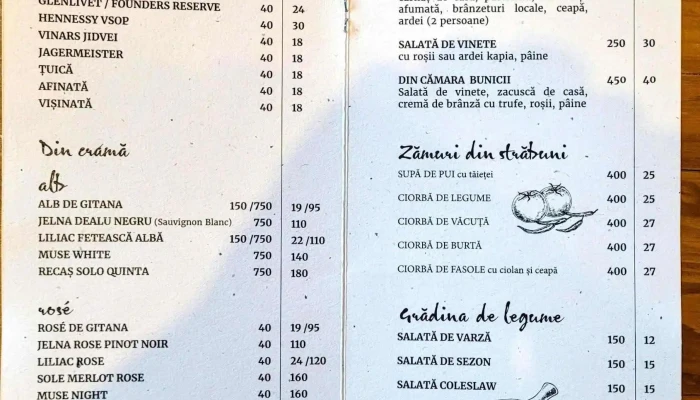 GLENLIVET / FOUNDERS RESERVE 40 24
HENNESSY VSOP 40 30
VINARS JIDVEI 40 18
JAGERMEISTER 40 18
ȚUICĂ 40 18
AFINATĂ 40 18
VIȘINATĂ 40 18
Din cramă
alb
ALB DE GITANA 150 /750 19 /95
JELNA DEALU NEGRU (Sauvignon Blanc) 750 110
LILIAC FETEASCĂ ALBĂ 150 /750 22 /110
MUSE WHITE 750 140
RECAȘ SOLO QUINTA 750 180
rosé
ROSÉ DE GITANA 40 19 /95
JELNA ROSE PINOT NOIR 40 110
LILIAC ROSE 40 24 /120
SOLE MERLOT ROSE 40 160
MUSE NIGHT 40 160
afumată, brânzeturi locale, ceapă,
ardei (2 persoane)
SALATĂ DE VINETE 250 30
cu roșii sau ardei kapia, pâine
DIN CĂMARA BUNICII 450 40
Salată de vinete, zacuscă de casă,
cremă de brânză cu trufe, roșii, pâine
Zămuri din străbuni
SUPĂ DE PUI cu tăieței 400 25
CIORBĂ DE LEGUME 400 25
CIORBĂ DE VĂCUȚĂ 400 27
CIORBĂ DE BURTĂ 400 27
CIORBĂ DE FASOLE cu ciolan și ceapă 400 27
Grădina de legume
SALATĂ DE VARZĂ 150 12
SALATĂ DE SEZON 150 15
SALATĂ COLESLAW 150 15